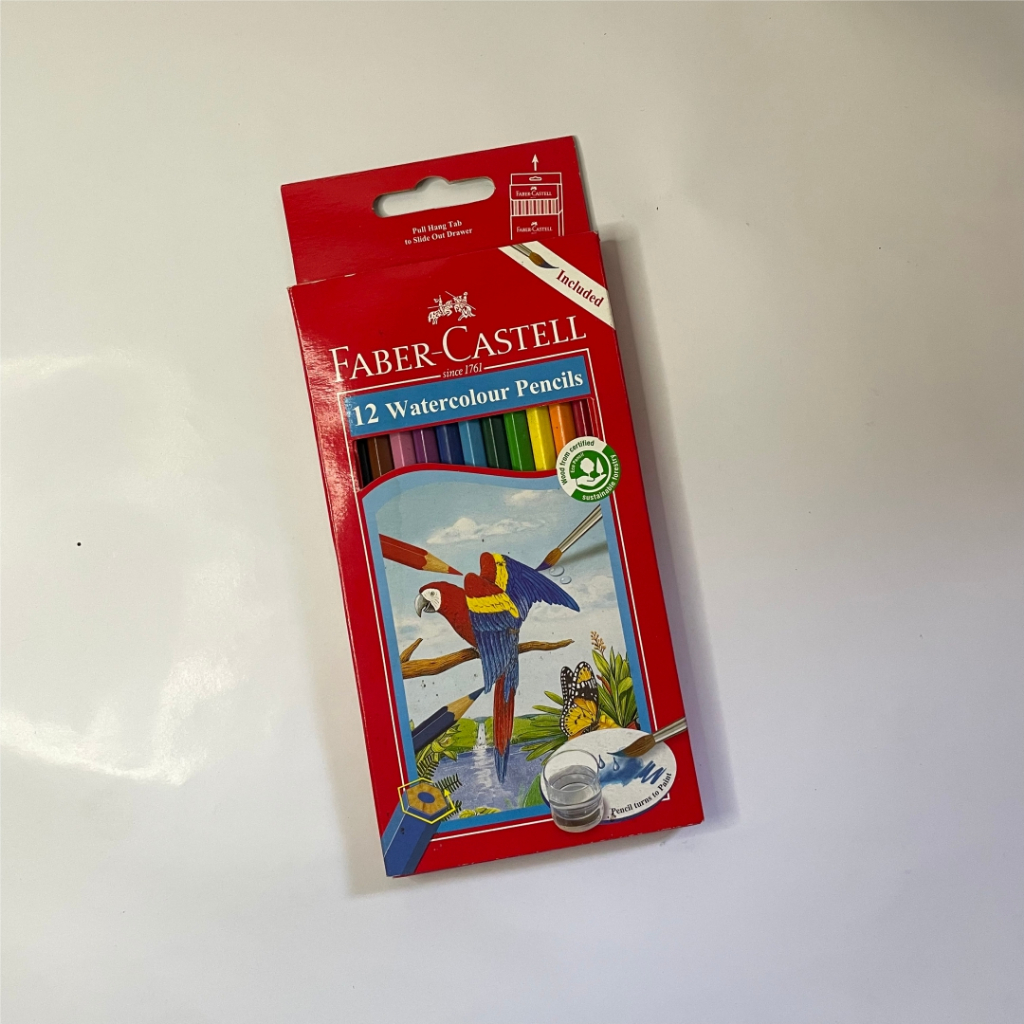 Pull Hang Tab
to Slide Out Drawer
FABER-CASTELL
FABER-CASTELL
Included
FABER-CASTELL
since 1761
12 Watercolour Pencils
Wood from certified
sustainable forestry
Pencil turns to Paint